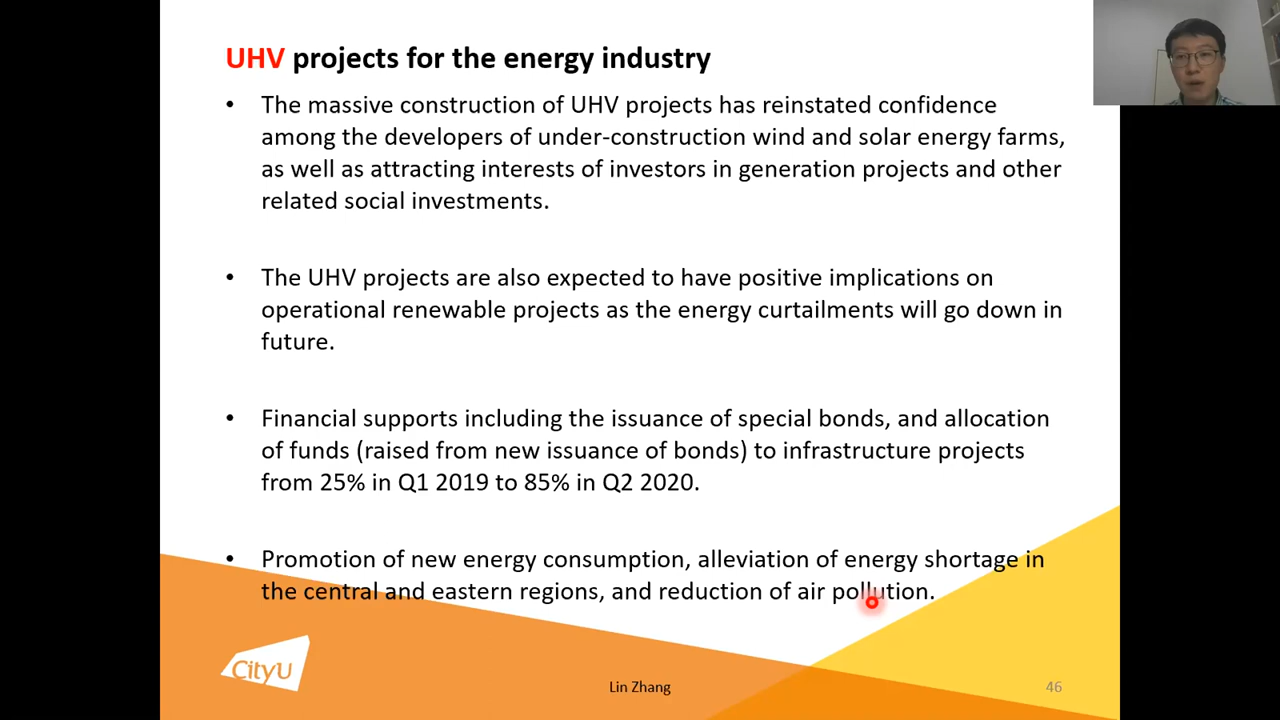 UHV projects for the energy industry
• The massive construction of UHV projects has reinstated confidence
among the developers of under-construction wind and solar energy farms,
as well as attracting interests of investors in generation projects and other
related social investments.
• The UHV projects are also expected to have positive implications on
operational renewable projects as the energy curtailments will go down in
future.
• Financial supports including the issuance of special bonds, and allocation
of funds (raised from new issuance of bonds) to infrastructure projects
from 25% in Q1 2019 to 85% in Q2 2020.
• Promotion of new energy consumption, alleviation of energy shortage in
the central and eastern regions, and reduction of air pollution.
CityU
Lin Zhang
46